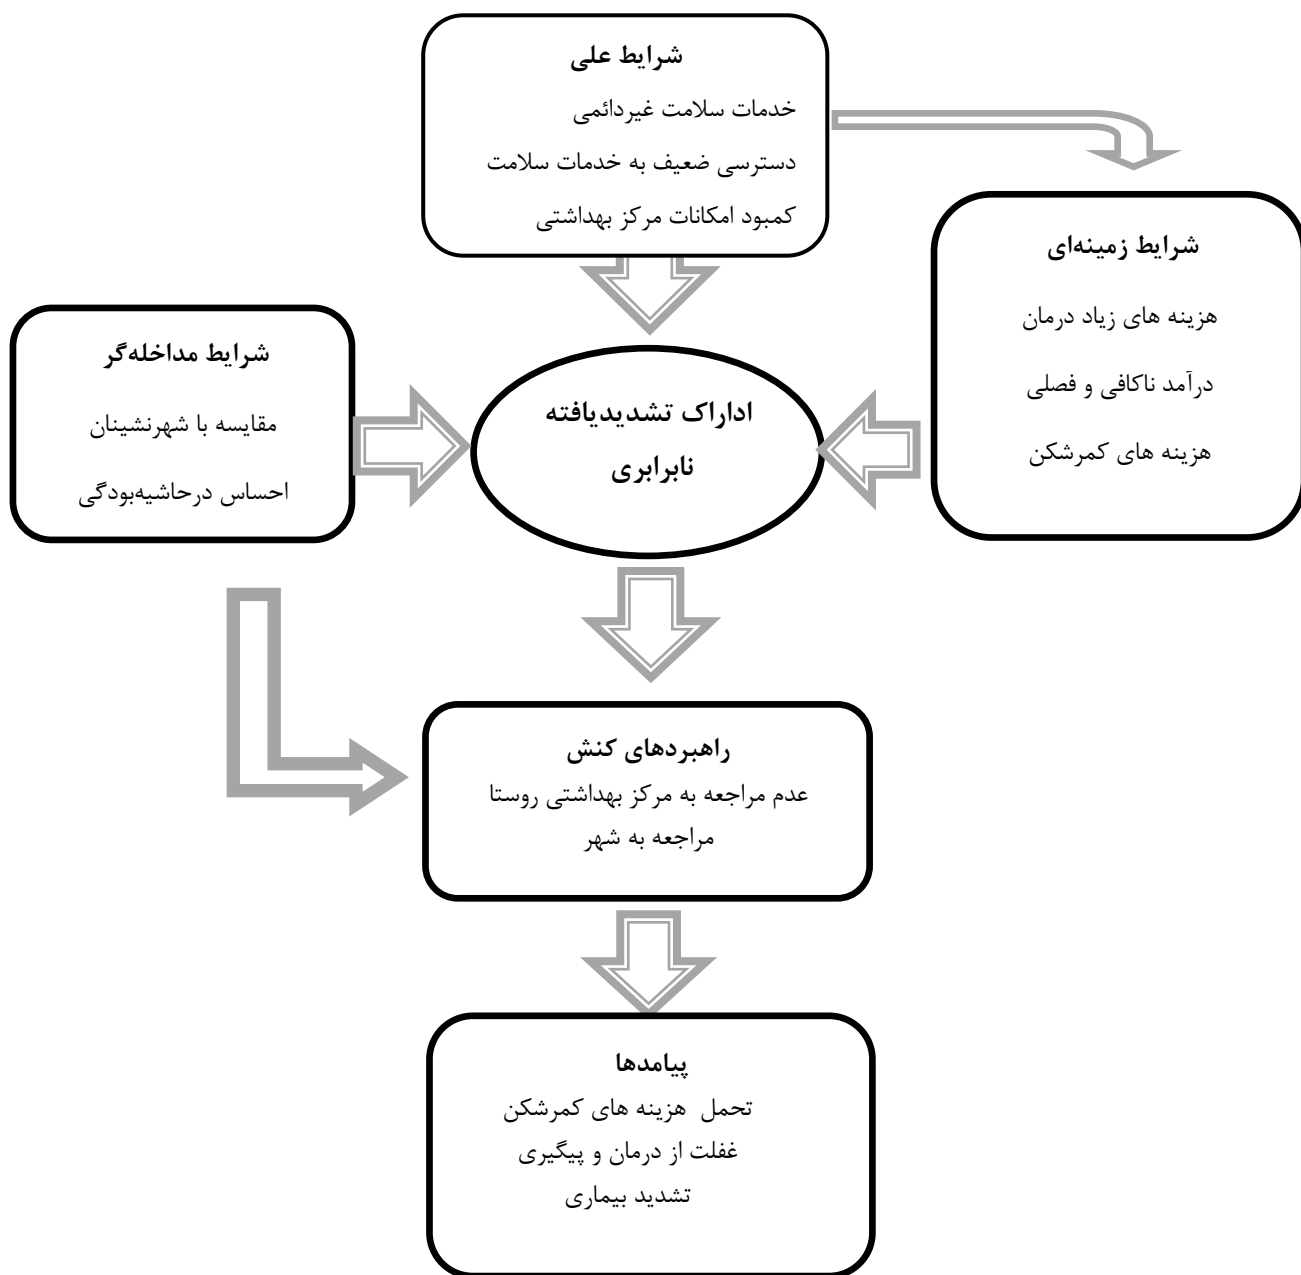 شرایط علی
خدمات سلامت غیردائمی
دسترسی ضعیف به خدمات سلامت
کمبود امکانات مرکز بهداشتی
شرایط زمینه‌ای
هزینه های زیاد درمان
درآمد ناکافی و فصلی
هزینه های کمرشکن
شرایط مداخله‌گر
مقایسه با شهرنشینان
احساس درحاشیه‌بودگی
اداراک تشدیدیافته
نابرابری
راهبردهای کنش
عدم مراجعه به مرکز بهداشتی روستا
مراجعه به شهر
پیامدها
تحمل هزینه های کمرشکن
غفلت از درمان و پیگیری
تشدید بیماری